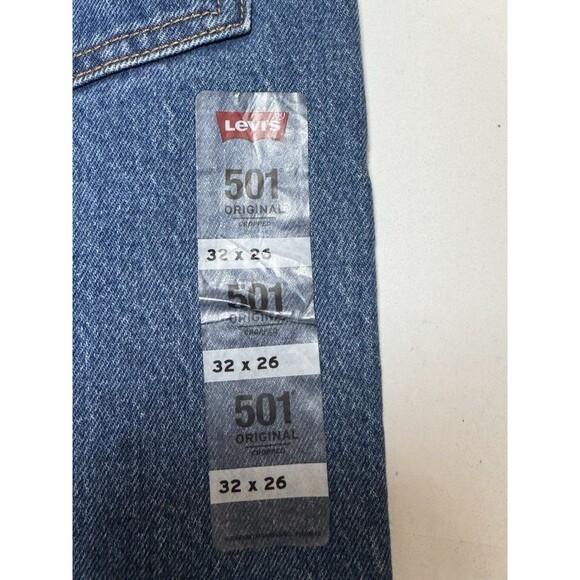 Levi's
501
ORIGINAL
CROPPED
32 x 26
501
ORIGINAL
CROPPED
32 x 26
501
ORIGINAL
CROPPED
32 x 26